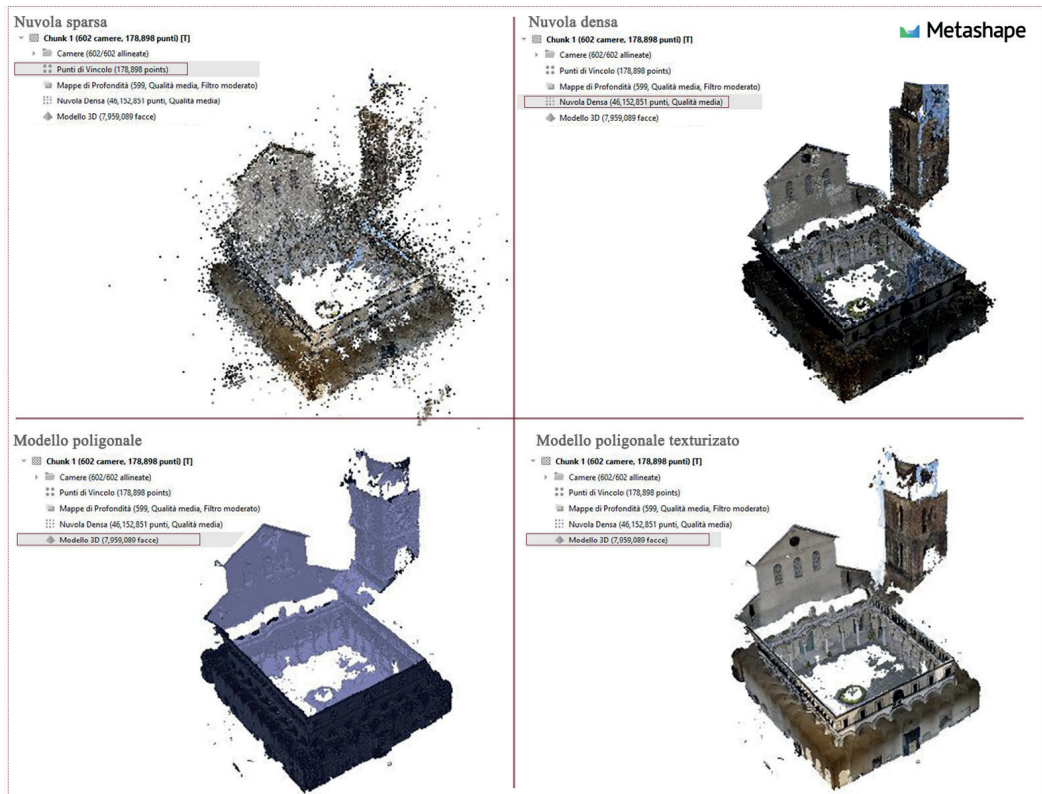 Nuvola sparsa
Chunk 1 (602 camere, 178,898 punti) [T]
Camere (602/602 allineate)
Punti di Vincolo (178,898 points)
Mappe di Profondità (599, Qualità media, Filtro moderato)
Nuvola Densa (46,152,851 punti, Qualità media)
Modello 3D (7,959,089 facce)
Nuvola densa
Metashape
Chunk 1 (602 camere, 178,898 punti) [T]
Camere (602/602 allineate)
Punti di Vincolo (178,898 points)
Mappe di Profondità (599, Qualità media, Filtro moderato)
Nuvola Densa (46,152,851 punti, Qualità media)
Modello 3D (7,959,089 facce)
Modello poligonale
Chunk 1 (602 camere, 178,898 punti) [T]
Camere (602/602 allineate)
Punti di Vincolo (178,898 points)
Mappe di Profondità (599, Qualità media, Filtro moderato)
Nuvola Densa (46,152,851 punti, Qualità media)
Modello 3D (7,959,089 facce)
Modello poligonale texturizato
Chunk 1 (602 camere, 178,898 punti) [T]
Camere (602/602 allineate)
Punti di Vincolo (178,898 points)
Mappe di Profondità (599, Qualità media, Filtro moderato)
Nuvola Densa (46,152,851 punti, Qualità media)
Modello 3D (7,959,089 facce)